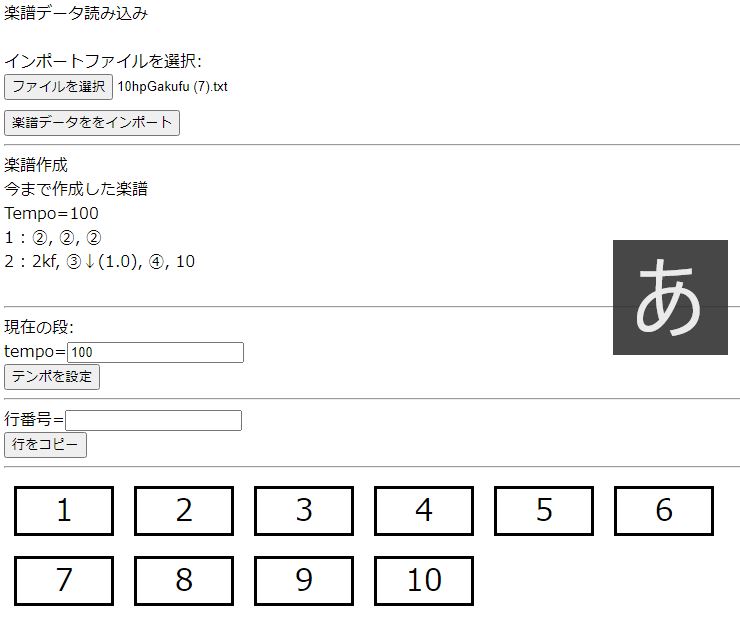 楽譜データ読み込み
インポートファイルを選択:
ファイルを選択 10hpGakufu (7).txt
楽譜データををインポート
楽譜作成
今まで作成した楽譜
Tempo=100
1 : ②, ②, ②
2 : 2kf, ③↓(1.0), ④, 10
あ
現在の段:
tempo=100
テンポを設定
行番号=
行をコピー
1 2 3 4 5 6
7 8 9 10